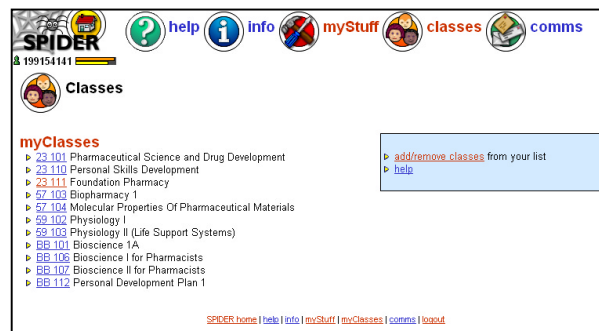 SPIDER
help info myStuff classes comms
199154141
Classes
myClasses
23 101 Pharmaceutical Science and Drug Development
23 110 Personal Skills Development
23 111 Foundation Pharmacy
57 103 Biopharmacy 1
57 104 Molecular Properties Of Pharmaceutical Materials
59 102 Physiology I
59 103 Physiology II (Life Support Systems)
BB 101 Bioscience 1A
BB 106 Bioscience I for Pharmacists
BB 107 Bioscience II for Pharmacists
BB 112 Personal Development Plan 1
add/remove classes from your list
help
SPIDER home | help | info | myStuff | myClasses | comms | logout